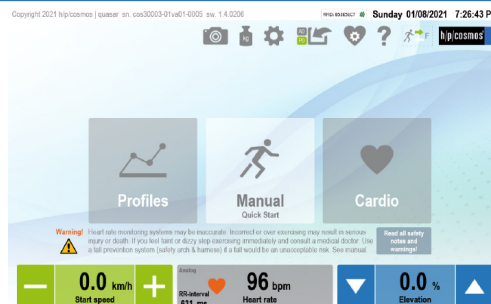 Copyright 2021 h/p/cosmos | quasar sn. cos30003-01va01-0005 sw. 1.4.0206
Sunday 01/08/2021 7:26:43 P
kg
?
F
h/p/cosmos
Profiles
Manual
Quick Start
Cardio
Warning! Heart rate monitoring systems may be inaccurate. Incorrect or over exercising may result in serious
injury or death. If you feel faint or dizzy stop exercising immediately and consult a medical doctor. Use
a fall prevention system (safety arch & harness) if a fall would be an unacceptable risk. See manual.
Read all safety
notes and
warnings!
0.0 km/h
Start speed
Analog
RR-Interval
631 ms
96 bpm
Heart rate
0.0 %
Elevation